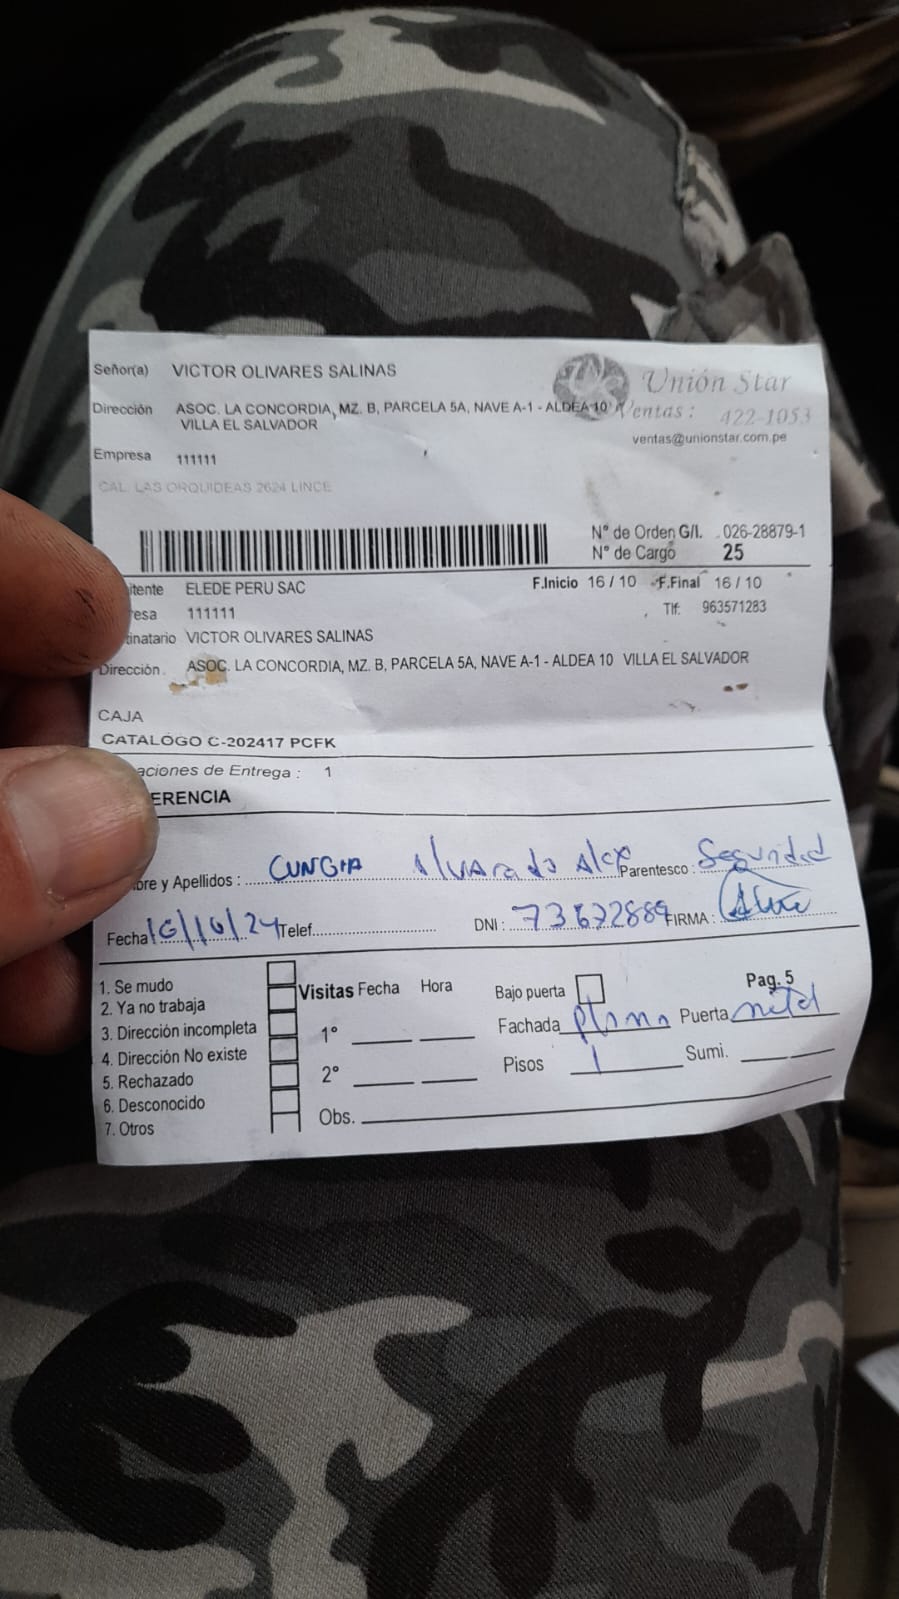 Señor(a) VICTOR OLIVARES SALINAS
Unión Star
Dirección ASOC. LA CONCORDIA, MZ. B, PARCELA 5A, NAVE A-1 - ALDEA 10 Ventas: 422-1053
VILLA EL SALVADOR
ventas@unionstar.com.pe
Empresa 111111
CAL. LAS ORQUIDEAS 2624 LINCE
N° de Orden G/I. 026-28879-1
N° de Cargo 25
itente ELEDE PERU SAC F.Inicio 16 / 10 F.Final 16 / 10
esa 111111 Tlf: 963571283
inatario VICTOR OLIVARES SALINAS
Dirección. ASOC. LA CONCORDIA, MZ. B, PARCELA 5A, NAVE A-1 - ALDEA 10 VILLA EL SALVADOR
CAJA
CATALÓGO C-202417 PCFK
aciones de Entrega : 1
ERENCIA
bre y Apellidos : Alvarado Parentesco : Seguridad
Fecha 16/10/24 Telef. DNI : 73672889 FIRMA :
1. Se mudo
2. Ya no trabaja
3. Dirección incompleta
4. Dirección No existe
5. Rechazado
6. Desconocido
7. Otros
Visitas Fecha Hora
1°
2°
Obs.
Bajo puerta Pag. 5
Fachada Puerta
Pisos 1 Sumi.